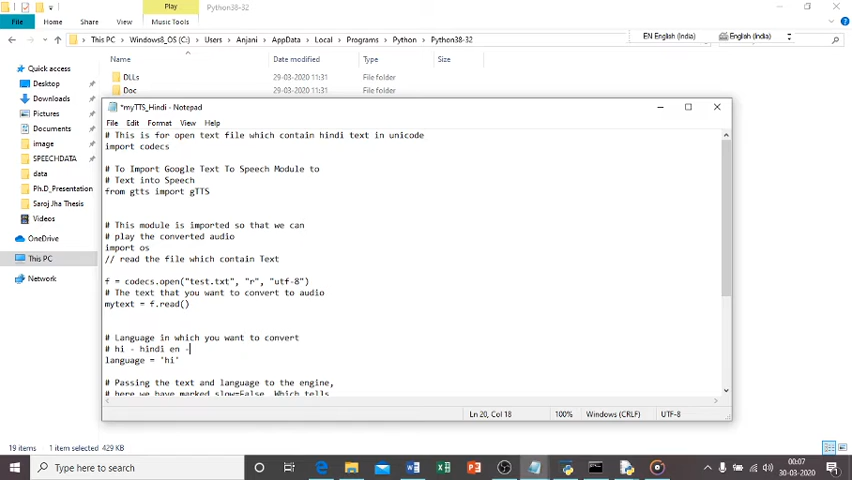 Play
Python38-32
File
Home
Share
View
Music Tools
This PC > Windows8_OS (C:) > Users > Anjani > AppData > Local > Programs > Python > Python38-32
EN English (India)
English (India)
Name
Date modified
Type
Size
Quick access
Desktop
Downloads
Pictures
Documents
image
SPEECHDATA
data
Ph.D_Presentation
Saroj Jha Thesis
Videos
OneDrive
This PC
Network
DLLs 29-03-2020 11:31 File folder
Doc 29-03-2020 11:31 File folder
*myTTS_Hindi - Notepad
File Edit Format View Help
# This is for open text file which contain hindi text in unicode
import codecs
# To Import Google Text To Speech Module to
# Text into Speech
from gtts import gTTS
# This module is imported so that we can
# play the converted audio
import os
// read the file which contain Text
f = codecs.open("test.txt", "r", "utf-8")
# The text that you want to convert to audio
mytext = f.read()
# Language in which you want to convert
# hi - hindi en -
language = 'hi'
# Passing the text and language to the engine,
# here we have marked slow=False. Which tells
Ln 20, Col 18
100%
Windows (CRLF)
UTF-8
19 items
1 item selected 429 KB
Type here to search
00:07
30-03-2020